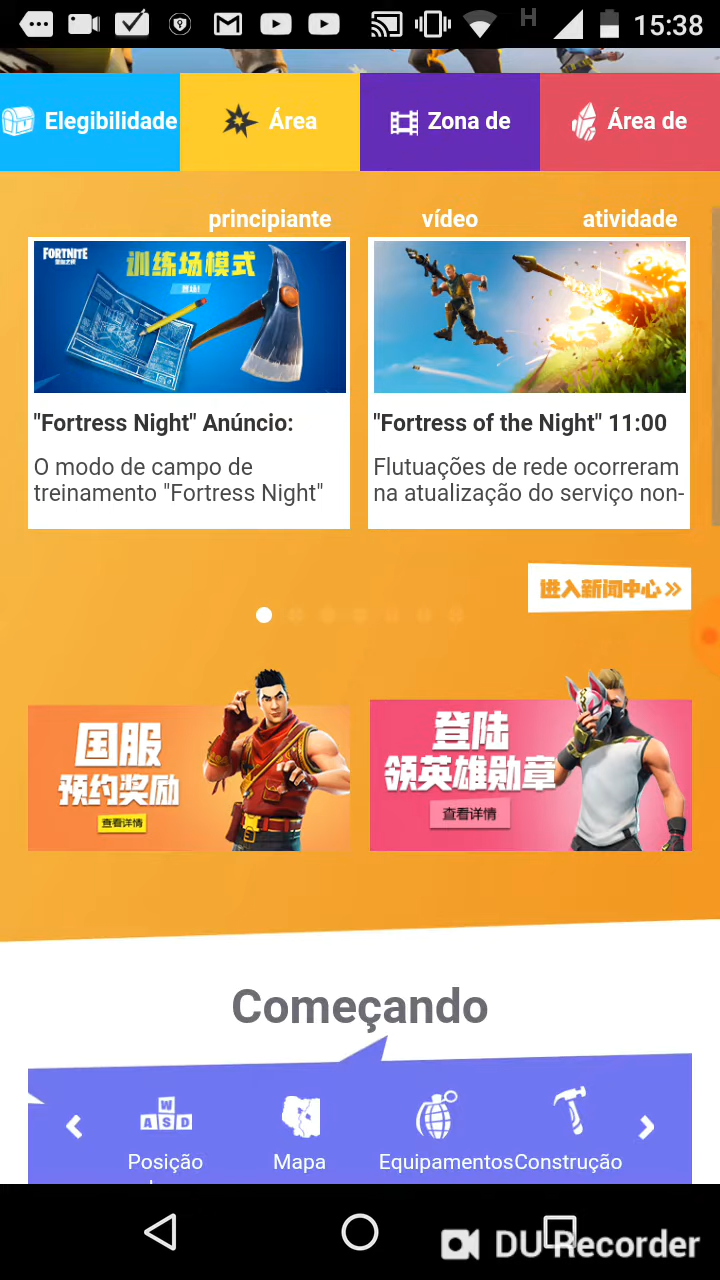 15:38
Elegibilidade
Área
Zona de
Área de
principiante
vídeo
atividade
FORTNITE
训练场模式
"Fortress Night" Anúncio:
O modo de campo de
treinamento "Fortress Night"
"Fortress of the Night" 11:00
Flutuações de rede ocorreram
na atualização do serviço non-
进入新闻中心
国服
预约奖励
查看详情
登陆
领英雄勋章
查看详情
Começando
W
A S D
Posição
Mapa
Equipamentos
Construção
DU Recorder